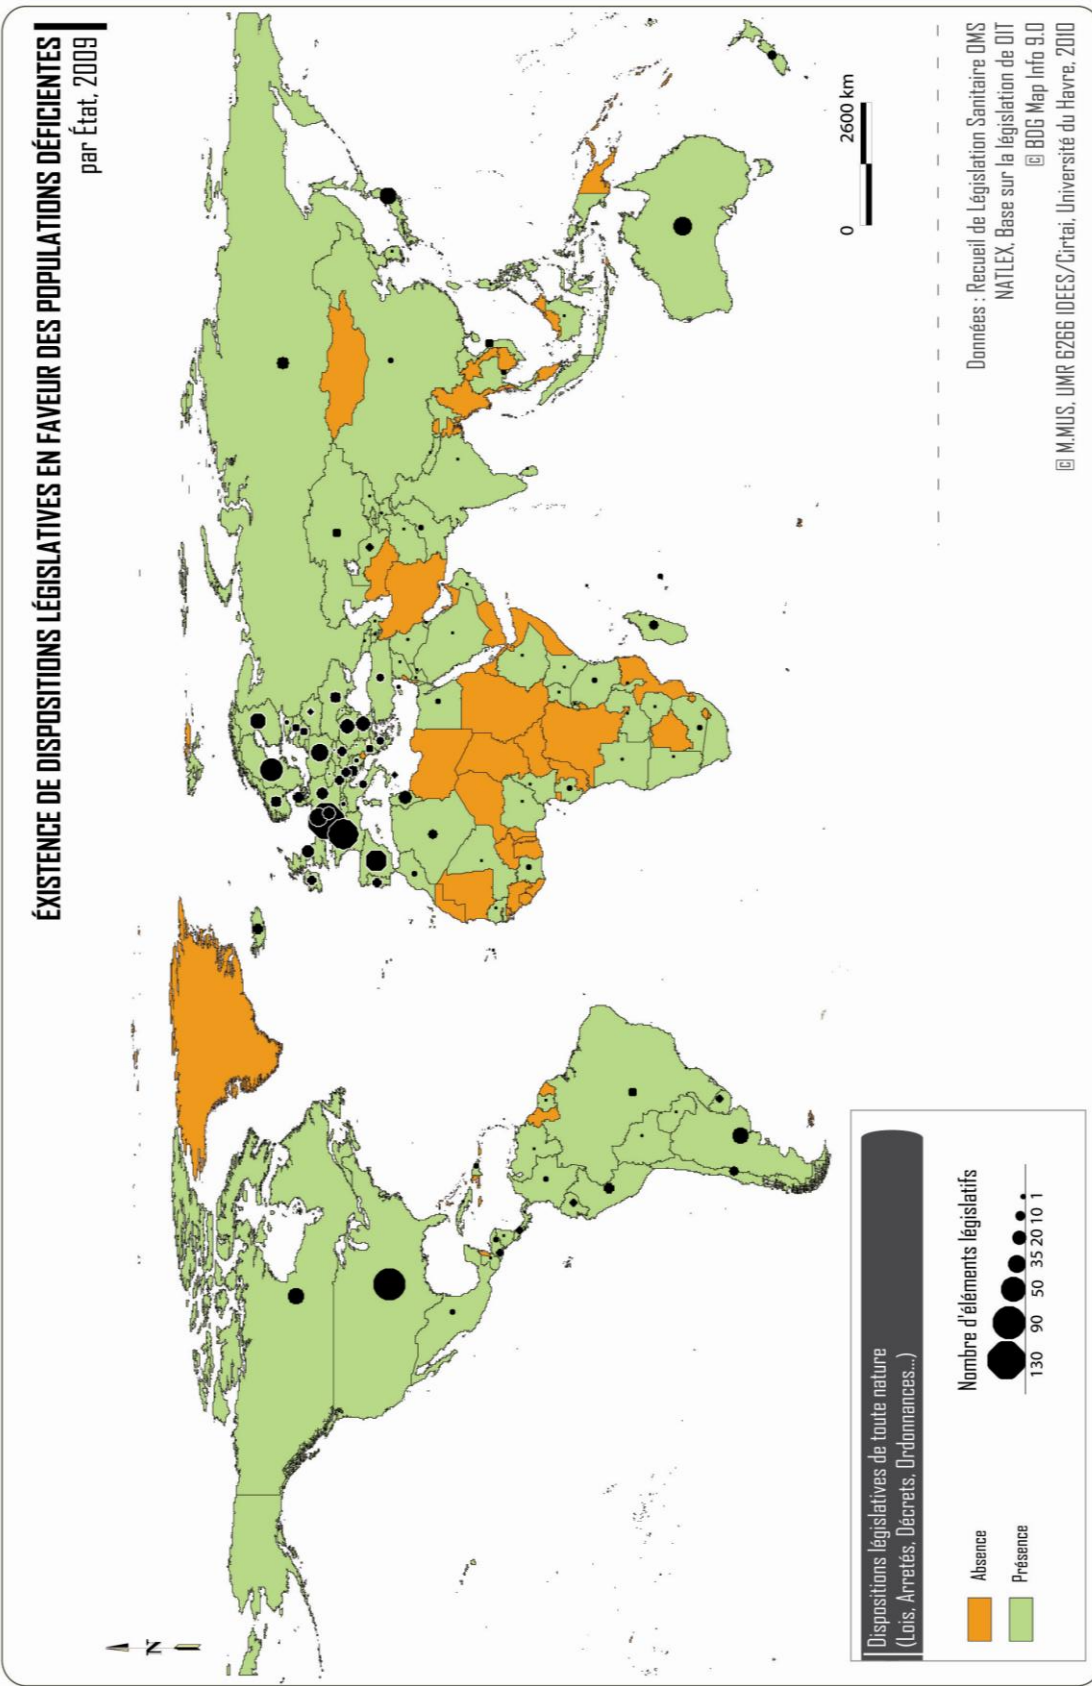 ÉXISTENCE DE DISPOSITIONS LÉGISLATIVES EN FAVEUR DES POPULATIONS DÉFICIENTES
par État, 2009
N
Dispositions législatives de toute nature
(Lois, Arretés, Décrets, Ordonnances...)
Absence
Présence
Nombre d'éléments législatifs
130 90 50 35 20 10 1
0 2600 km
Données : Recueil de Législation Sanitaire OMS
NATLEX, Base sur la législation de OIT
© BDG Map Info 9.0
© M.MUS, UMR 6266 IDEES/Cirtai, Université du Havre, 2010